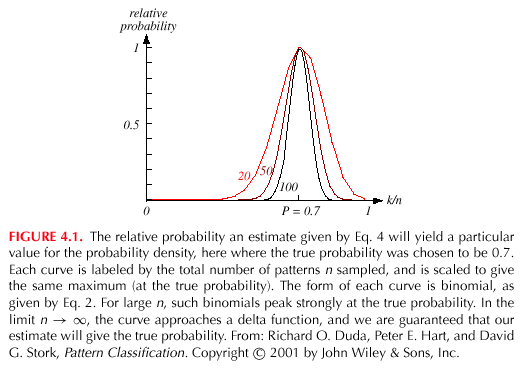 relative
probability
1
0.5
20
50
100
0
P = 0.7
1
k/n
FIGURE 4.1. The relative probability an estimate given by Eq. 4 will yield a particular
value for the probability density, here where the true probability was chosen to be 0.7.
Each curve is labeled by the total number of patterns n sampled, and is scaled to give
the same maximum (at the true probability). The form of each curve is binomial, as
given by Eq. 2. For large n, such binomials peak strongly at the true probability. In the
limit n → ∞, the curve approaches a delta function, and we are guaranteed that our
estimate will give the true probability. From: Richard O. Duda, Peter E. Hart, and David
G. Stork, Pattern Classification. Copyright © 2001 by John Wiley & Sons, Inc.